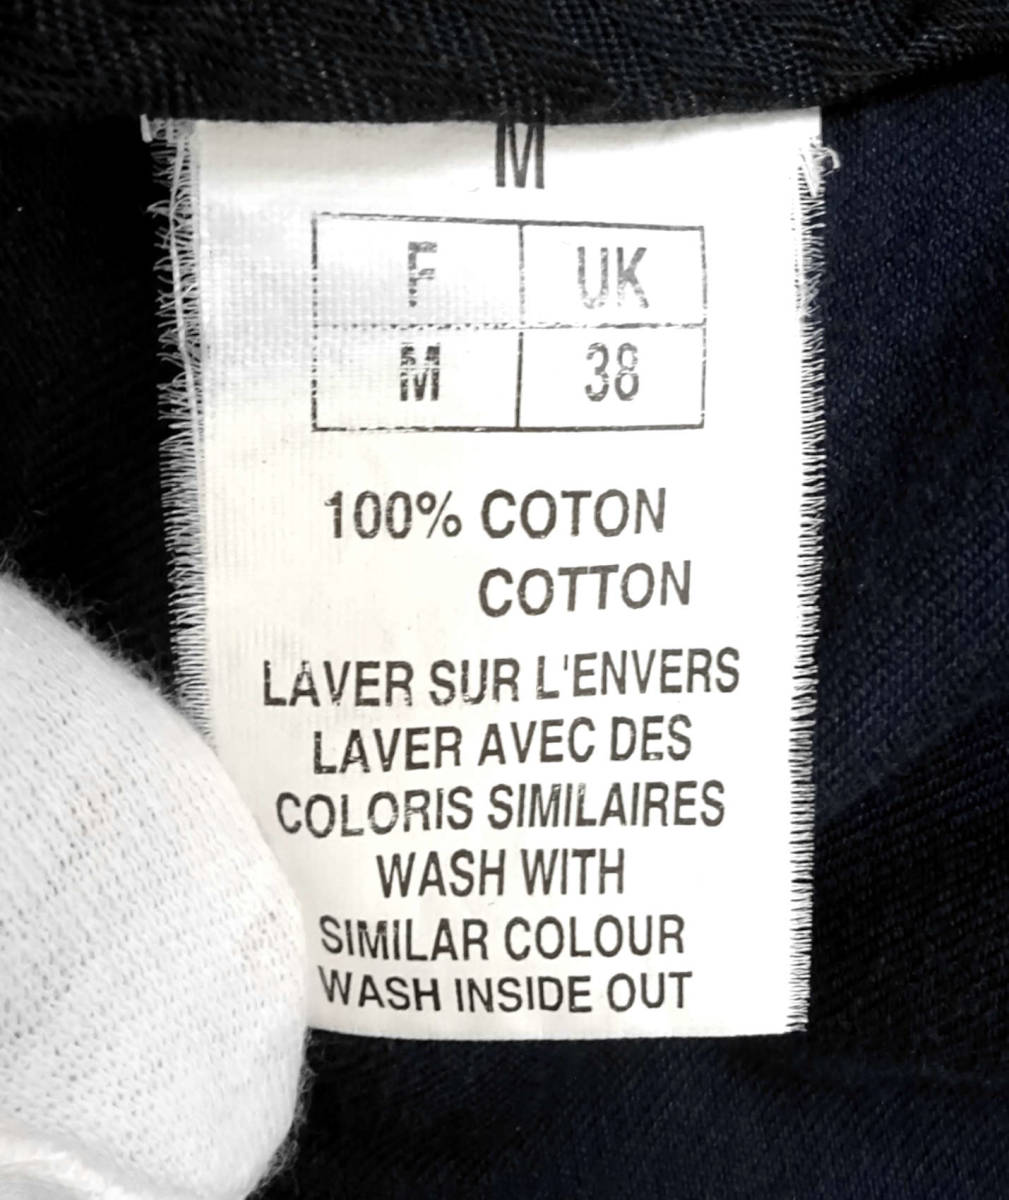 M
F UK
M 38
100% COTON
COTTON
LAVER SUR L'ENVERS
LAVER AVEC DES
COLORIS SIMILAIRES
WASH WITH
SIMILAR COLOUR
WASH INSIDE OUT